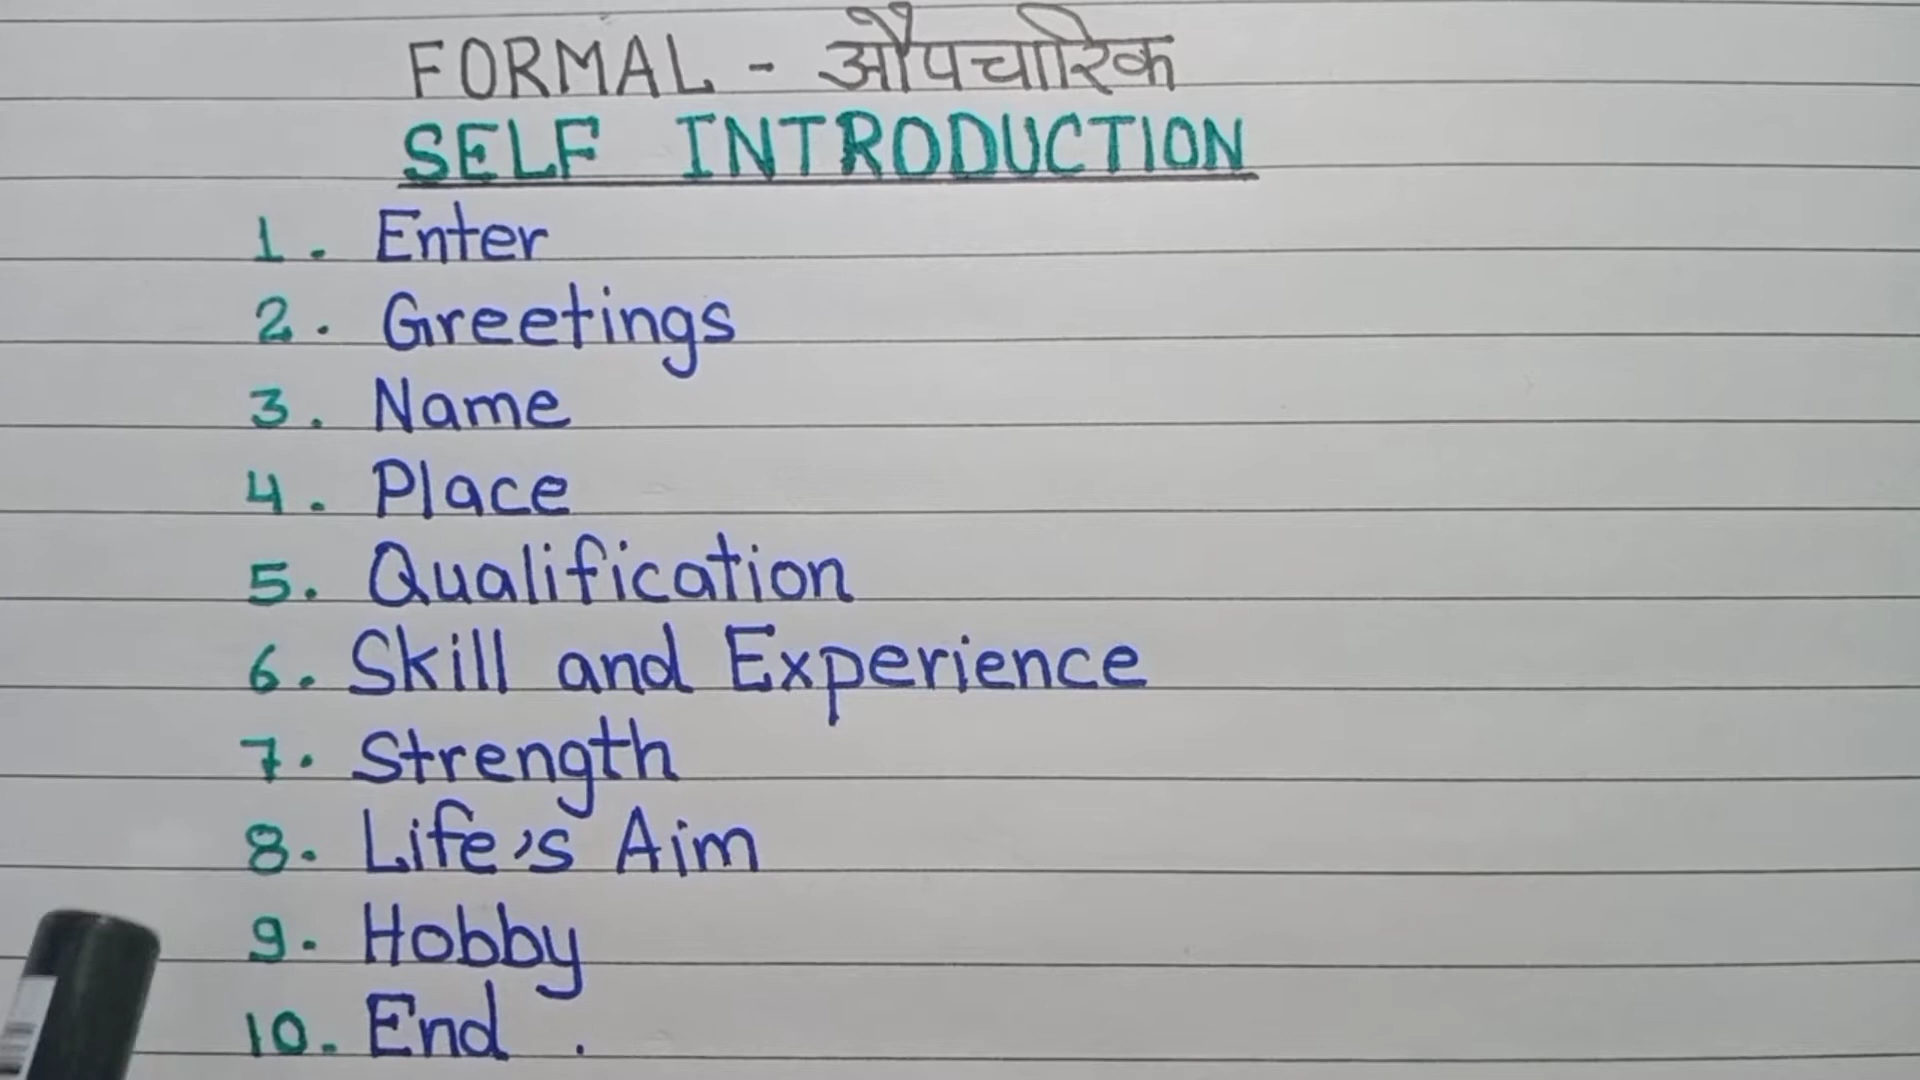 FORMAL - औपचारिक
SELF INTRODUCTION
1. Enter
2. Greetings
3. Name
4. Place
5. Qualification
6. Skill and Experience
7. Strength
8. Life's Aim
9. Hobby
10. End .